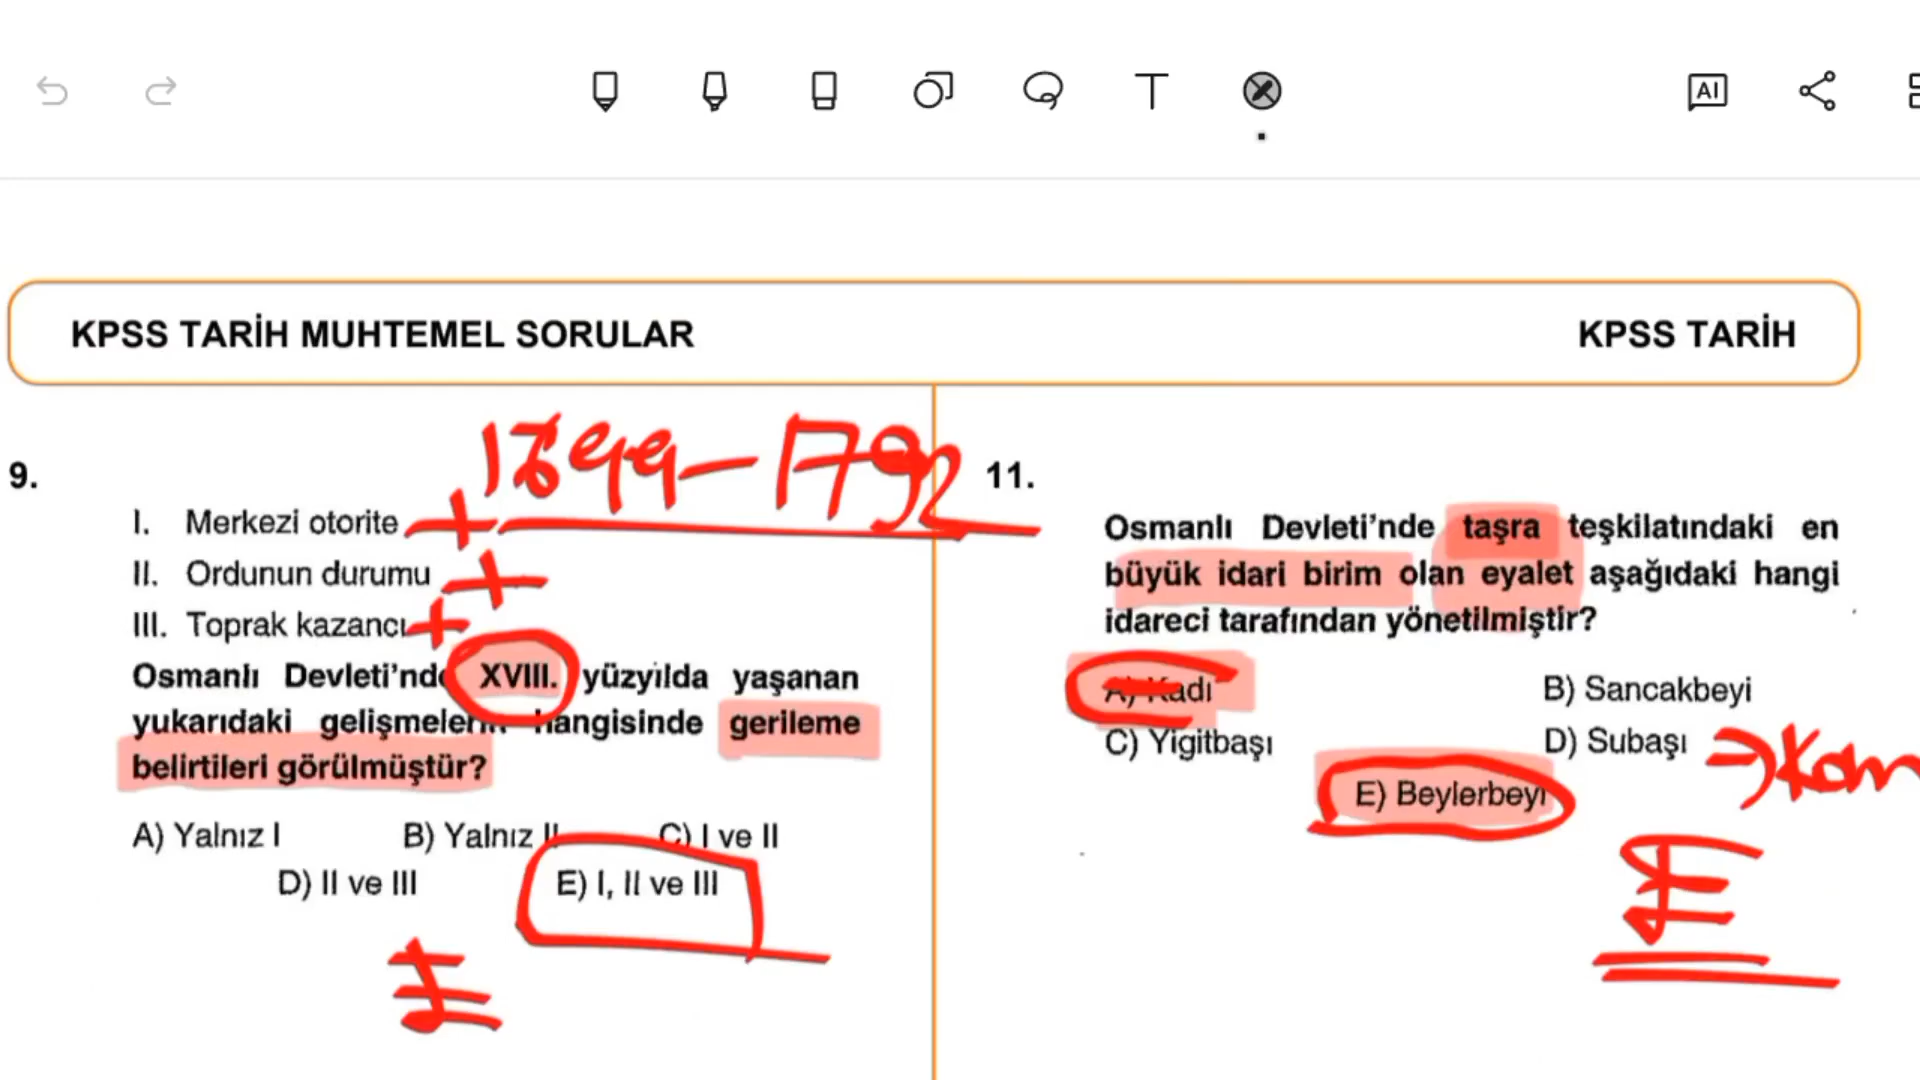 AI
KPSS TARİH MUHTEMEL SORULAR
KPSS TARİH
1699-1792
9.
I. Merkezi otorite +
II. Ordunun durumu +
III. Toprak kazancı +
Osmanlı Devleti'nde XVIII. yüzyılda yaşanan
yukarıdaki gelişmelerin hangisinde gerileme
belirtileri görülmüştür?
A) Yalnız I B) Yalnız II C) I ve II
D) II ve III E) I, II ve III
E
11.
Osmanlı Devleti'nde taşra teşkilatındaki en
büyük idari birim olan eyalet aşağıdaki hangi
idareci tarafından yönetilmiştir?
A) Kadı B) Sancakbeyi
C) Yigitbaşı D) Subaşı
E) Beylerbeyi
E